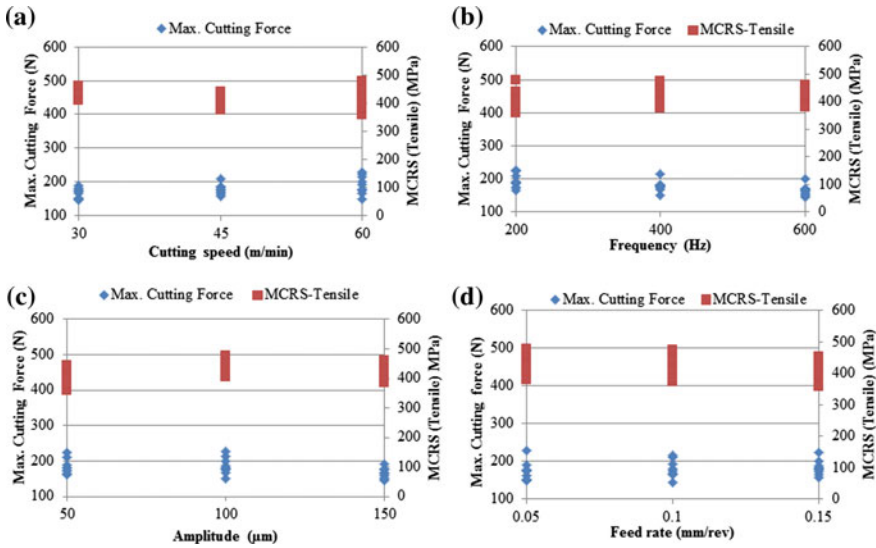 (a)
Max. Cutting Force
Max. Cutting Force (N)
600
500
400
300
200
100
600
500
400
300
200
100
0
MCRS (Tensile) (MPa)
30
45
60
Cutting speed (m/min)
(b)
Max. Cutting Force
MCRS-Tensile
Max. Cutting Force (N)
600
500
400
300
200
100
600
500
400
300
200
100
0
MCRS (Tensile) (MPa)
200
400
600
Frequency (Hz)
(c)
Max. Cutting Force
MCRS-Tensile
Max. Cutting Force (N)
600
500
400
300
200
100
600
500
400
300
200
100
0
MCRS (Tensile) MPa)
50
100
150
Amplitude (µm)
(d)
Max. Cutting Force
MCRS-Tensile
Max. Cutting force (N)
600
500
400
300
200
100
600
500
400
300
200
100
0
MCRS (Tensile) (MPa)
0.05
0.1
0.15
Feed rate (mm/rev)